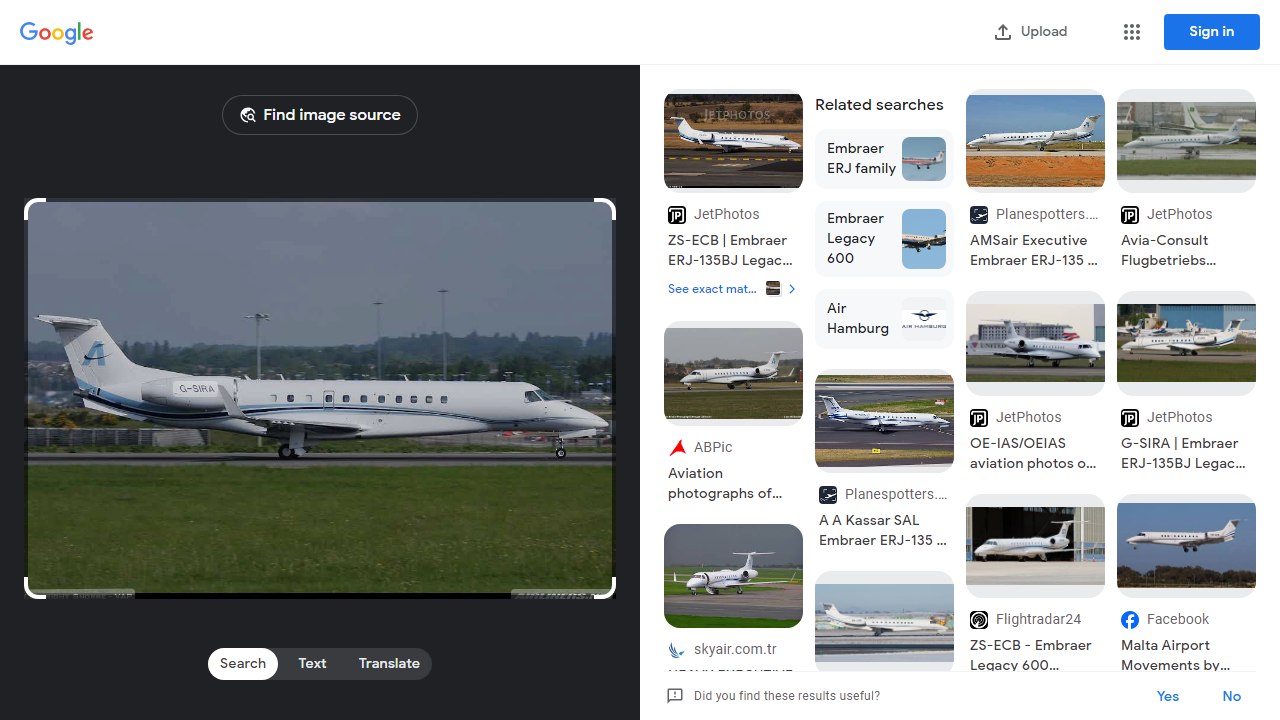 Google
Upload
Sign in
Find image source
G-SIRA
Search
Text
Translate
JETPHOTOS
JetPhotos
ZS-ECB | Embraer
ERJ-135BJ Legac...
See exact mat...
ABPic
Aviation
photographs of...
skyair.com.tr
Related searches
Embraer
ERJ family
Embraer
Legacy
600
Air
Hamburg
AIR HAMBURG
Planespotters....
A A Kassar SAL
Embraer ERJ-135 ...
Planespotters....
AMSair Executive
Embraer ERJ-135 ...
JetPhotos
OE-IAS/OEIAS
aviation photos o...
Flightradar24
ZS-ECB - Embraer
Legacy 600...
JetPhotos
Avia-Consult
Flugbetriebs...
JetPhotos
G-SIRA | Embraer
ERJ-135BJ Legac...
Facebook
Malta Airport
Movements by...
Did you find these results useful?
Yes
No